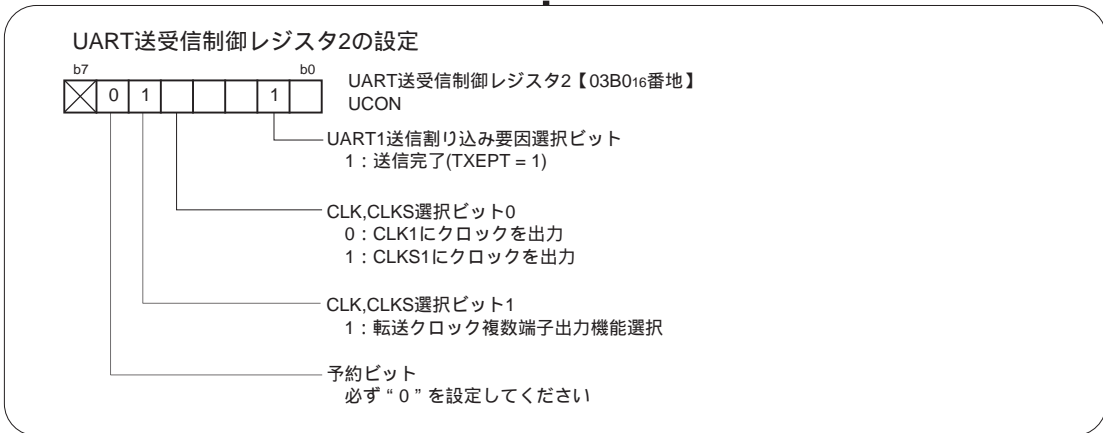 UART送受信制御レジスタ2の設定
b7 b0
0 1 1
UART送受信制御レジスタ2【03B016番地】
UCON
UART1送信割り込み要因選択ビット
1：送信完了(TXEPT = 1)
CLK,CLKS選択ビット0
0：CLK1にクロックを出力
1：CLKS1にクロックを出力
CLK,CLKS選択ビット1
1：転送クロック複数端子出力機能選択
予約ビット
必ず“0”を設定してください